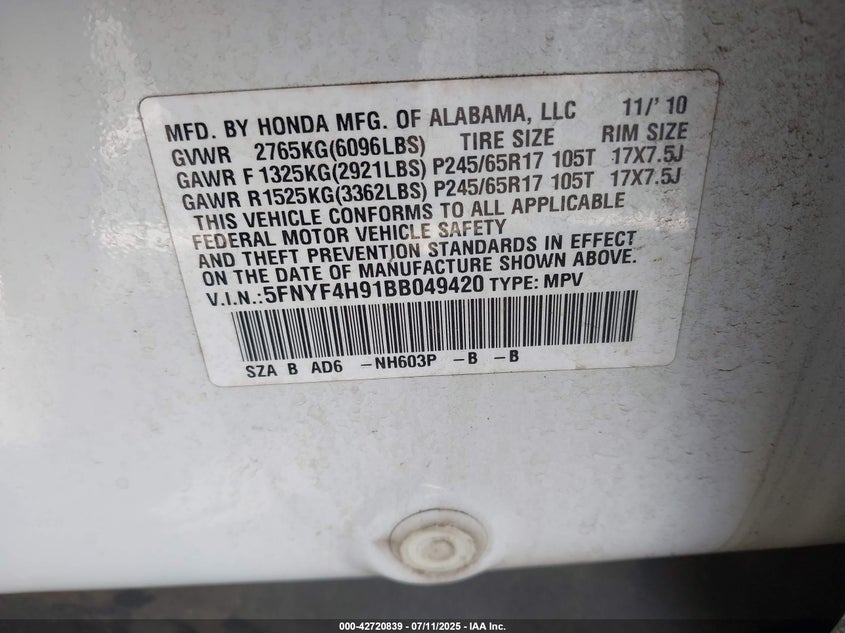 MFD. BY HONDA MFG. OF ALABAMA, LLC 11/' 10
GVWR 2765KG(6096LBS) TIRE SIZE RIM SIZE
GAWR F 1325KG(2921LBS) P245/65R17 105T 17X7.5J
GAWR R1525KG(3362LBS) P245/65R17 105T 17X7.5J
THIS VEHICLE CONFORMS TO ALL APPLICABLE
FEDERAL MOTOR VEHICLE SAFETY
AND THEFT PREVENTION STANDARDS IN EFFECT
ON THE DATE OF MANUFACTURE SHOWN ABOVE.
V.I.N.:5FNYF4H91BB049420 TYPE: MPV
SZA B AD6 -NH603P -B -B
000-42720839 - 07/11/2025 - IAA Inc.